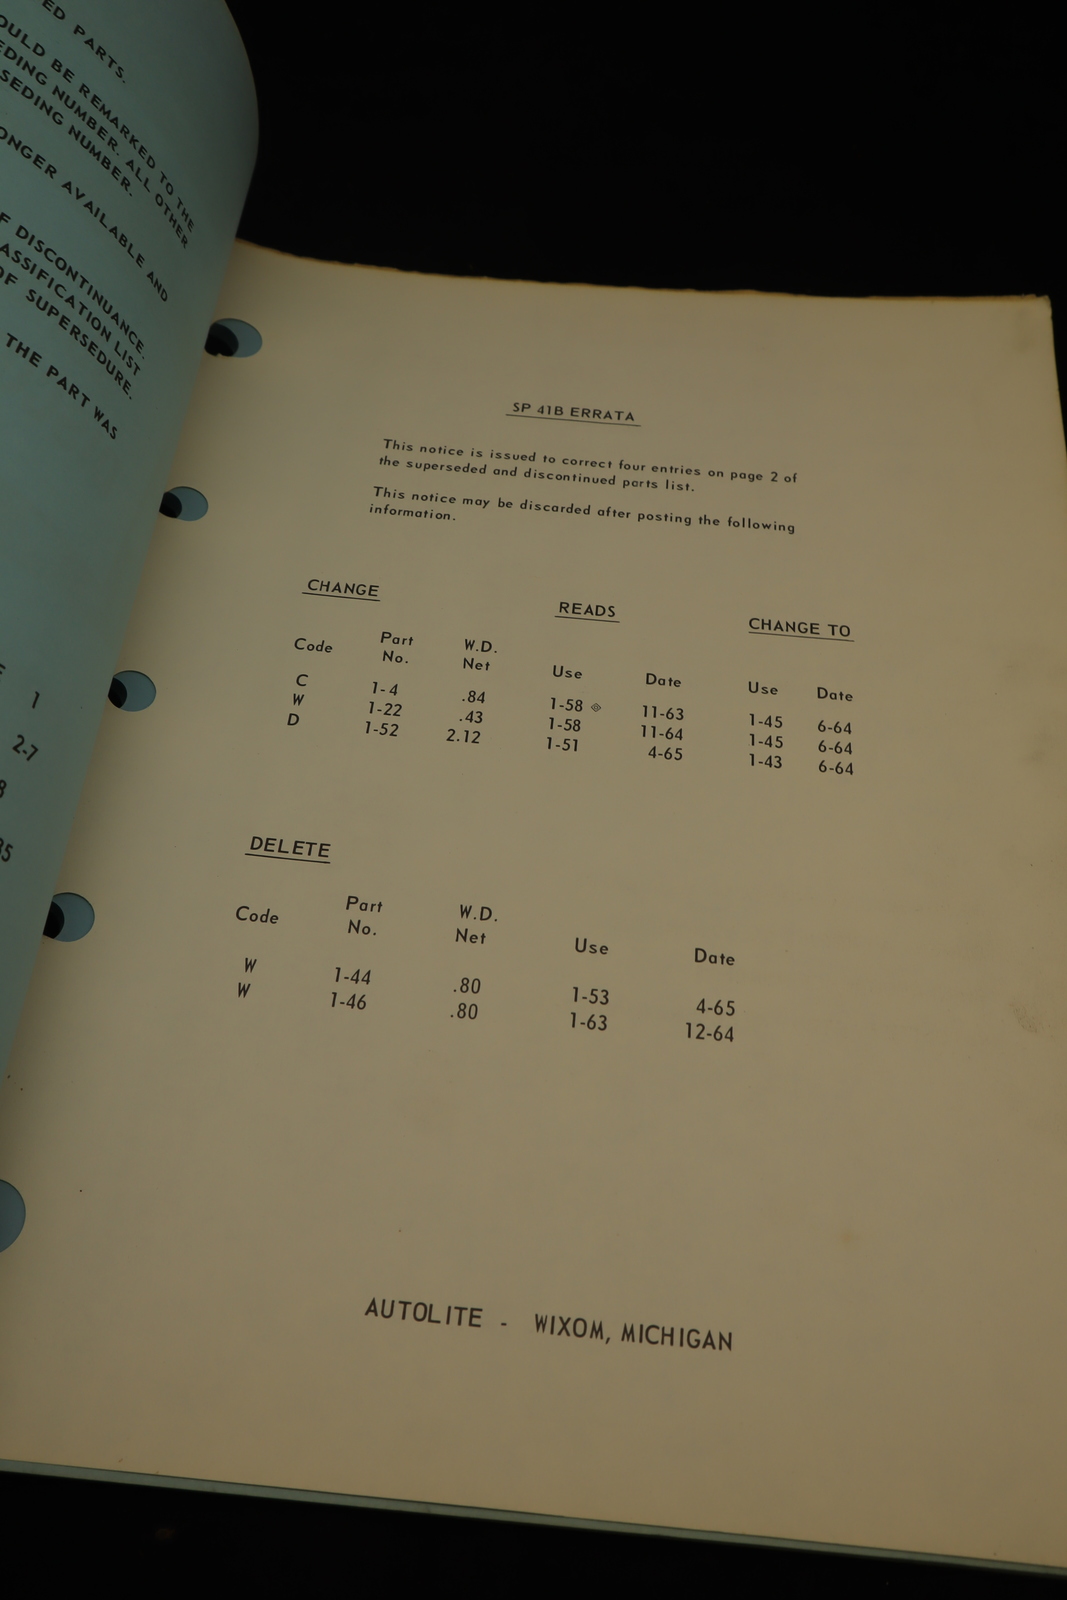 ED PARTS.
OULD BE REMARKED TO THE
EDING NUMBER. ALL OTHER
SEDING NUMBER.
ONGER AVAILABLE AND
F DISCONTINUANCE.
ASSIFICATION LIST
OF SUPERSEDURE.
THE PART WAS
1
2-7
8
35
SP 41B ERRATA
This notice is issued to correct four entries on page 2 of
the superseded and discontinued parts list.
This notice may be discarded after posting the following
information.
CHANGE READS CHANGE TO
Code Part No. W.D. Net Use Date Use Date
C 1-4 .84 1-58 11-63 1-45 6-64
W 1-22 .43 1-58 11-64 1-45 6-64
D 1-52 2.12 1-51 4-65 1-43 6-64
DELETE
Code Part No. W.D. Net Use Date
W 1-44 .80 1-53 4-65
W 1-46 .80 1-63 12-64
AUTOLITE - WIXOM, MICHIGAN